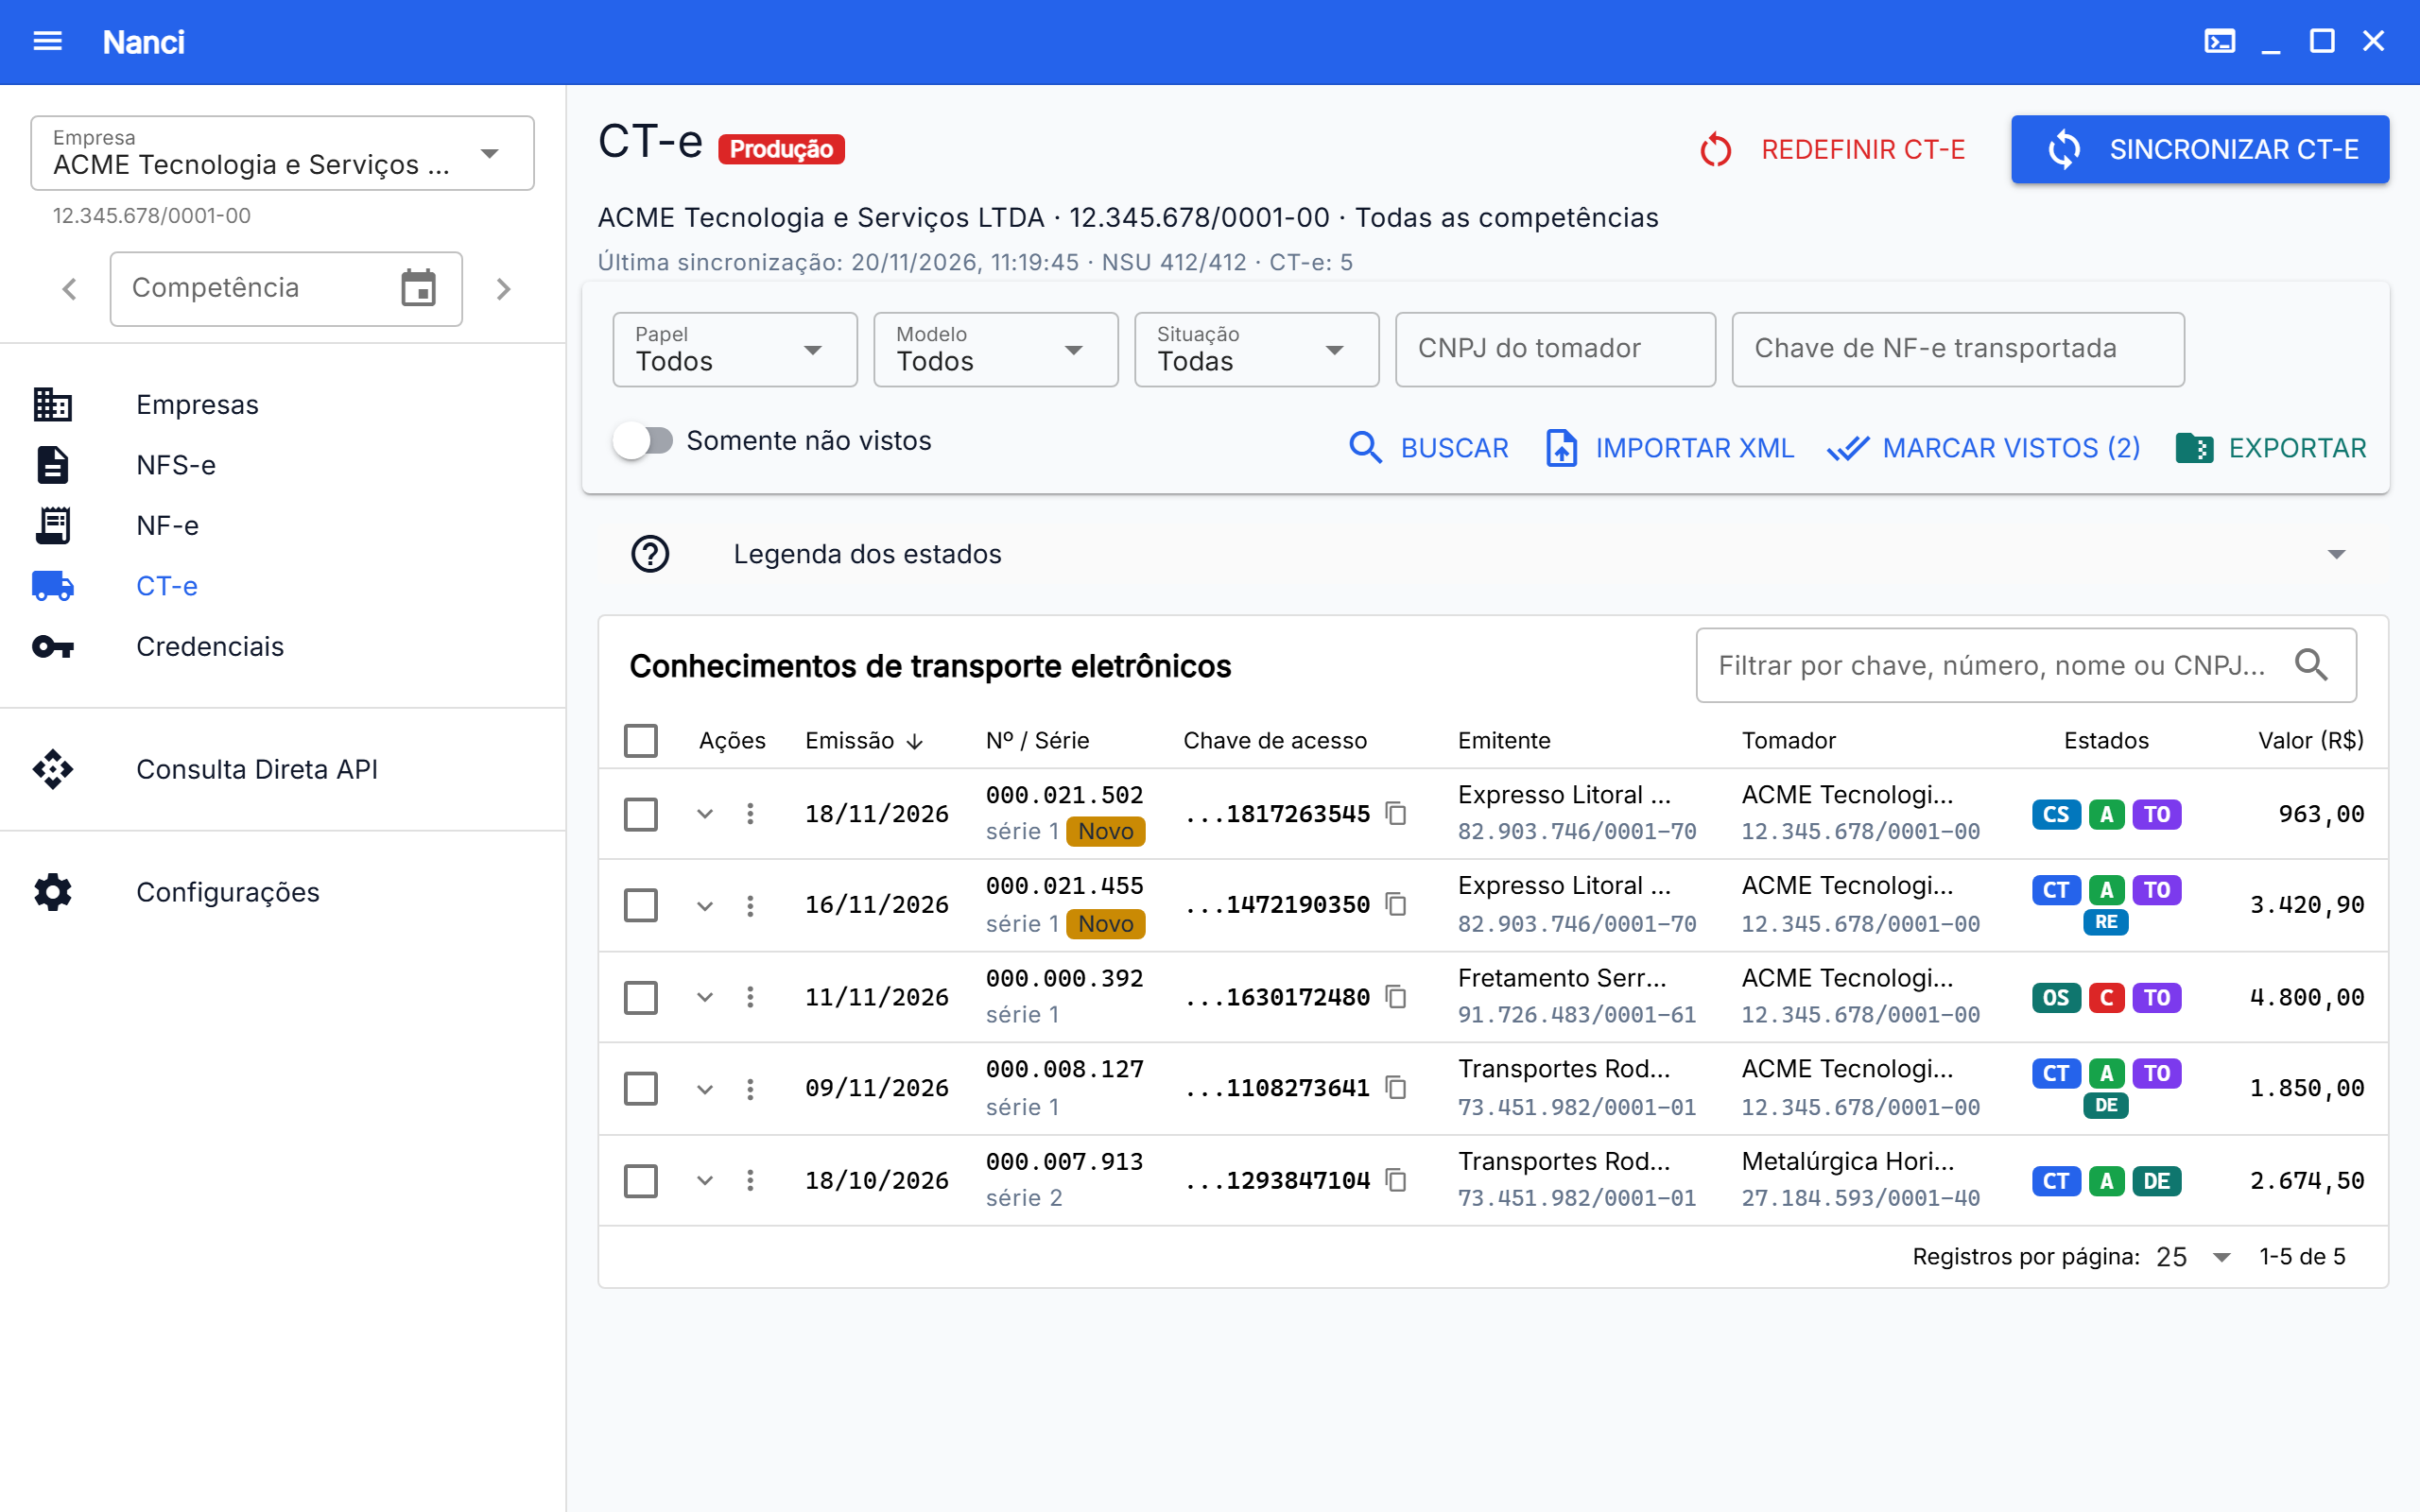 Nanci
Empresa
ACME Tecnologia e Serviços ...
12.345.678/0001-00
Competência
Empresas
NFS-e
NF-e
CT-e
Credenciais
Consulta Direta API
Configurações
CT-e Produção
REDEFINIR CT-E
SINCRONIZAR CT-E
ACME Tecnologia e Serviços LTDA · 12.345.678/0001-00 · Todas as competências
Última sincronização: 20/11/2026, 11:19:45 · NSU 412/412 · CT-e: 5
Papel
Todos
Modelo
Todos
Situação
Todas
CNPJ do tomador
Chave de NF-e transportada
Somente não vistos
BUSCAR
IMPORTAR XML
MARCAR VISTOS (2)
EXPORTAR
Legenda dos estados
Conhecimentos de transporte eletrônicos
Filtrar por chave, número, nome ou CNPJ...
Ações Emissão Nº / Série Chave de acesso Emitente Tomador Estados Valor (R$)
18/11/2026 000.021.502 ...1817263545 Expresso Litoral ... ACME Tecnologi... CS A TO 963,00
série 1 Novo 82.903.746/0001-70 12.345.678/0001-00
16/11/2026 000.021.455 ...1472190350 Expresso Litoral ... ACME Tecnologi... CT A TO 3.420,90
série 1 Novo 82.903.746/0001-70 12.345.678/0001-00 RE
11/11/2026 000.000.392 ...1630172480 Fretamento Serr... ACME Tecnologi... OS C TO 4.800,00
série 1 91.726.483/0001-61 12.345.678/0001-00
09/11/2026 000.008.127 ...1108273641 Transportes Rod... ACME Tecnologi... CT A TO 1.850,00
série 1 73.451.982/0001-01 12.345.678/0001-00 DE
18/10/2026 000.007.913 ...1293847104 Transportes Rod... Metalúrgica Hori... CT A DE 2.674,50
série 2 73.451.982/0001-01 27.184.593/0001-40
Registros por página: 25 1-5 de 5